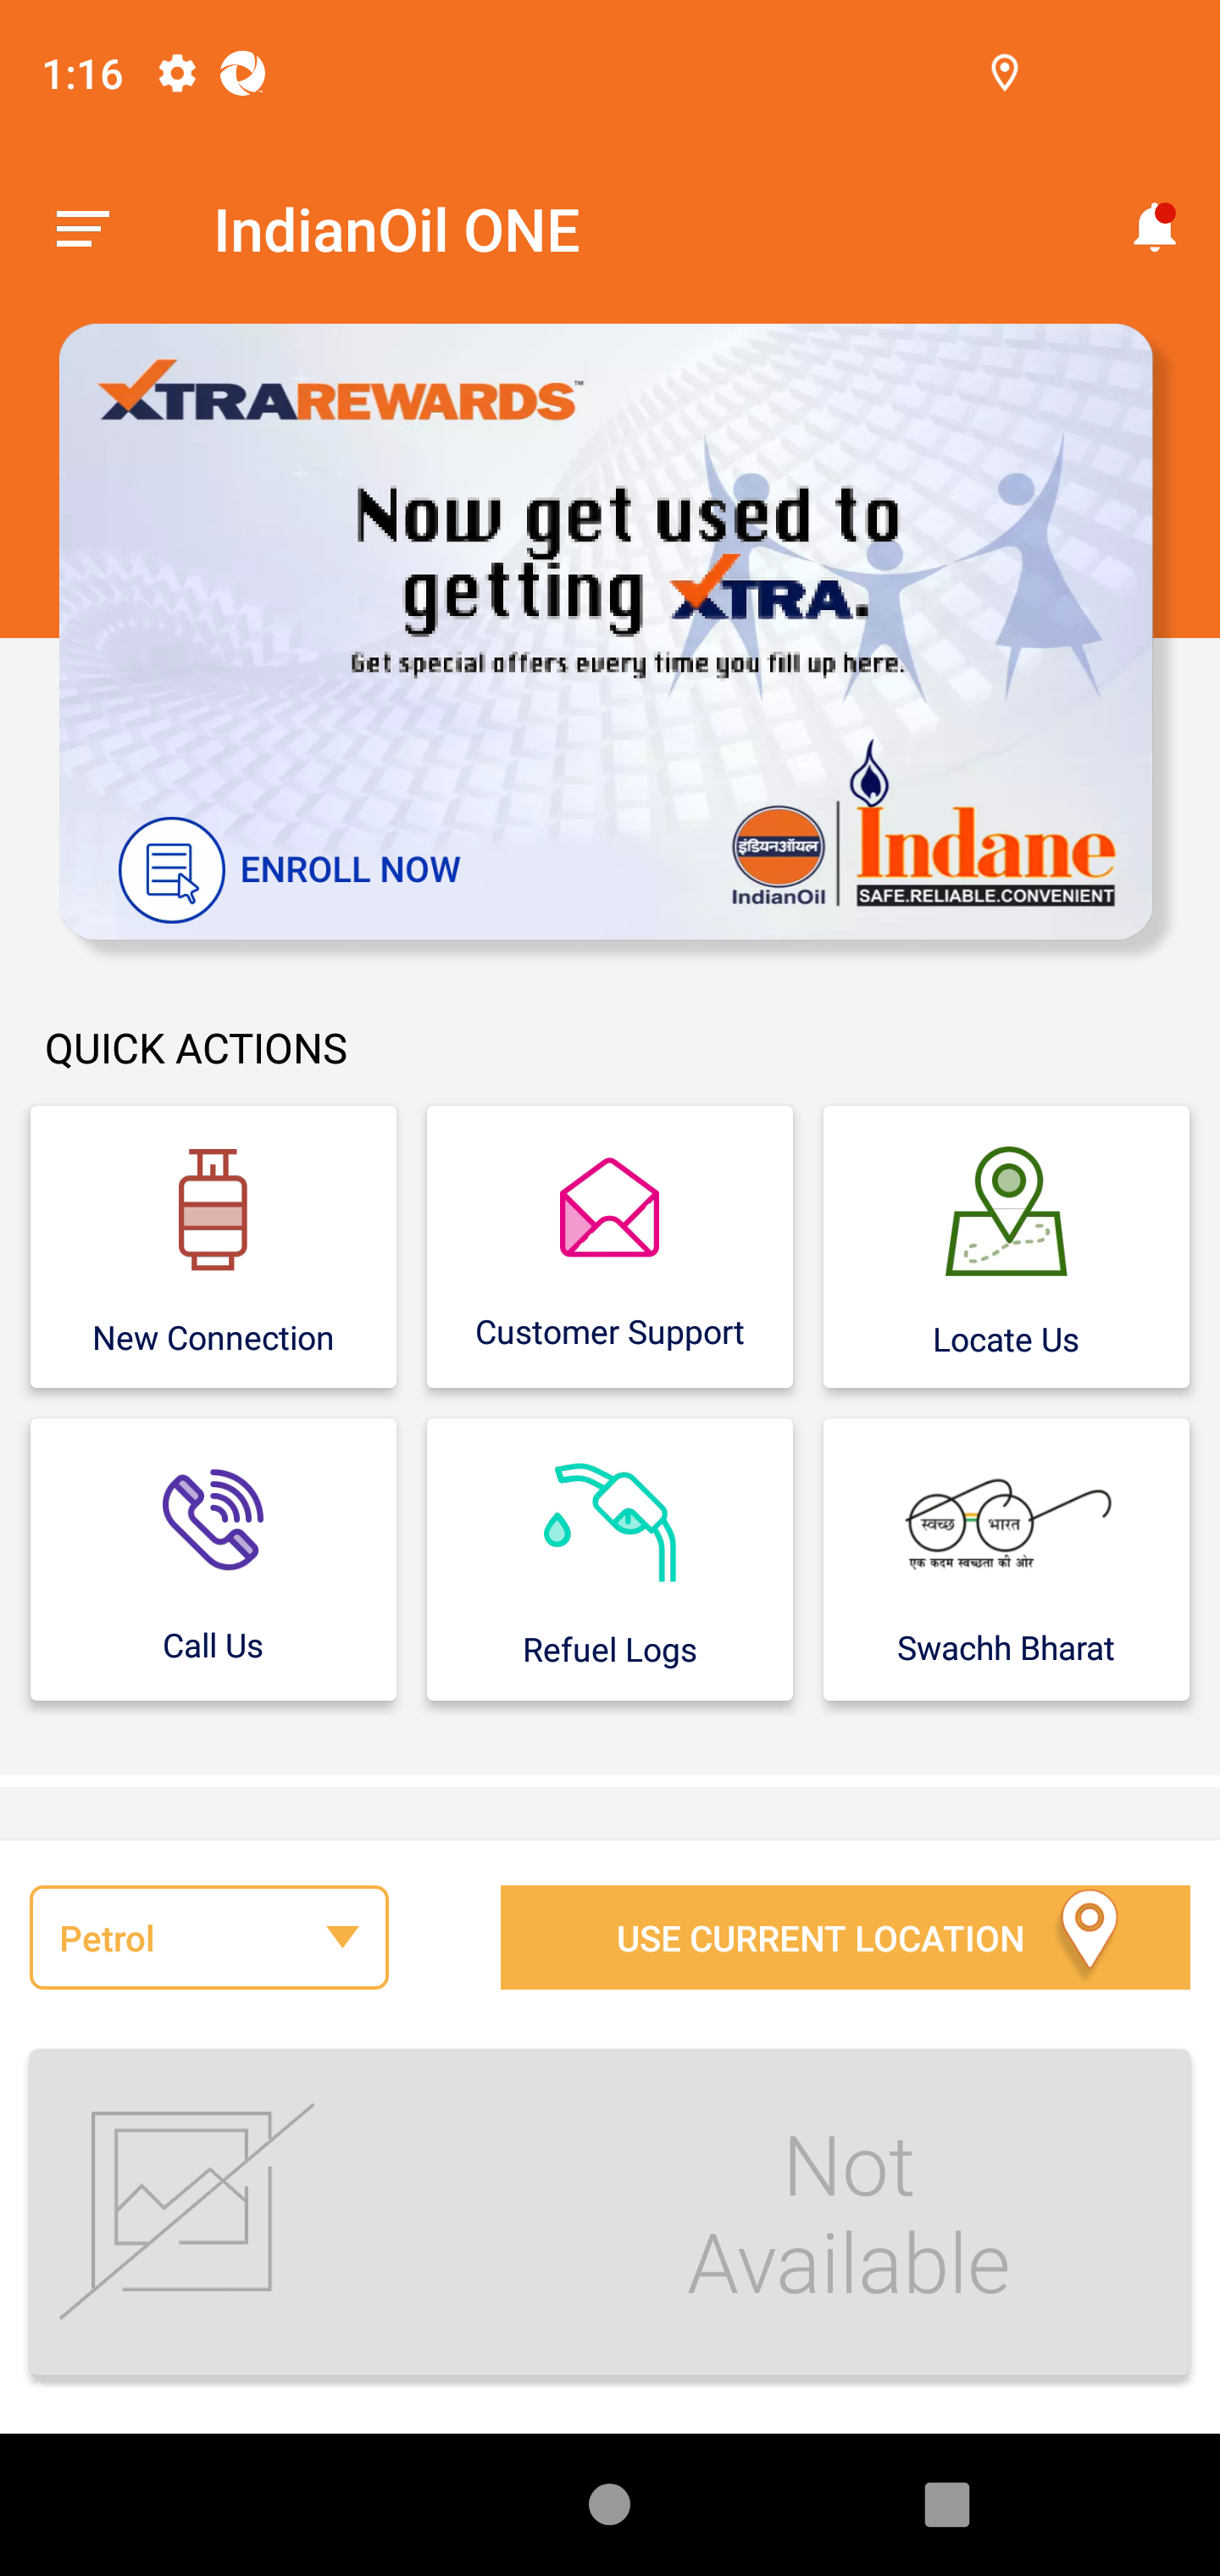 1:16
IndianOil ONE
XTRAREWARDS™
Now get used to
getting XTRA.
Get special offers every time you fill up here.
ENROLL NOW
इंडियनऑयल
IndianOil
Indane
SAFE.RELIABLE.CONVENIENT
QUICK ACTIONS
New Connection
Customer Support
Locate Us
स्वच्छ भारत
एक कदम स्वच्छता की ओर
Call Us
Refuel Logs
Swachh Bharat
Petrol
USE CURRENT LOCATION
Not
Available